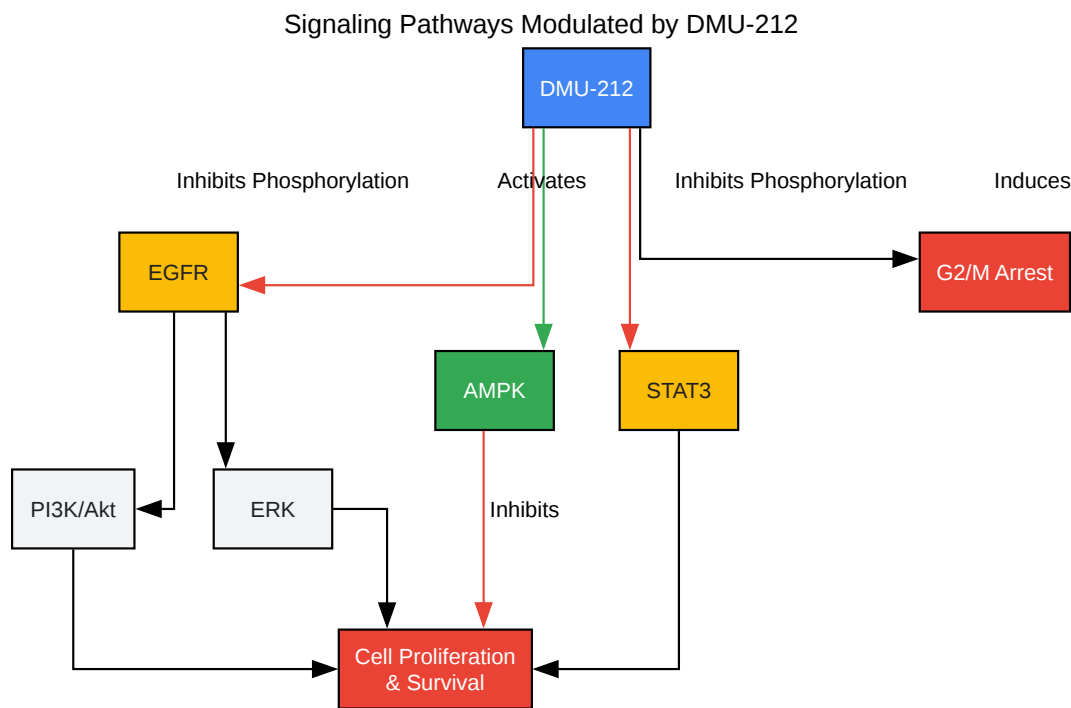 Signaling Pathways Modulated by DMU-212
DMU-212
Inhibits Phosphorylation
Activates
Inhibits Phosphorylation
Induces
EGFR
G2/M Arrest
AMPK
STAT3
PI3K/Akt
ERK
Inhibits
Cell Proliferation
& Survival